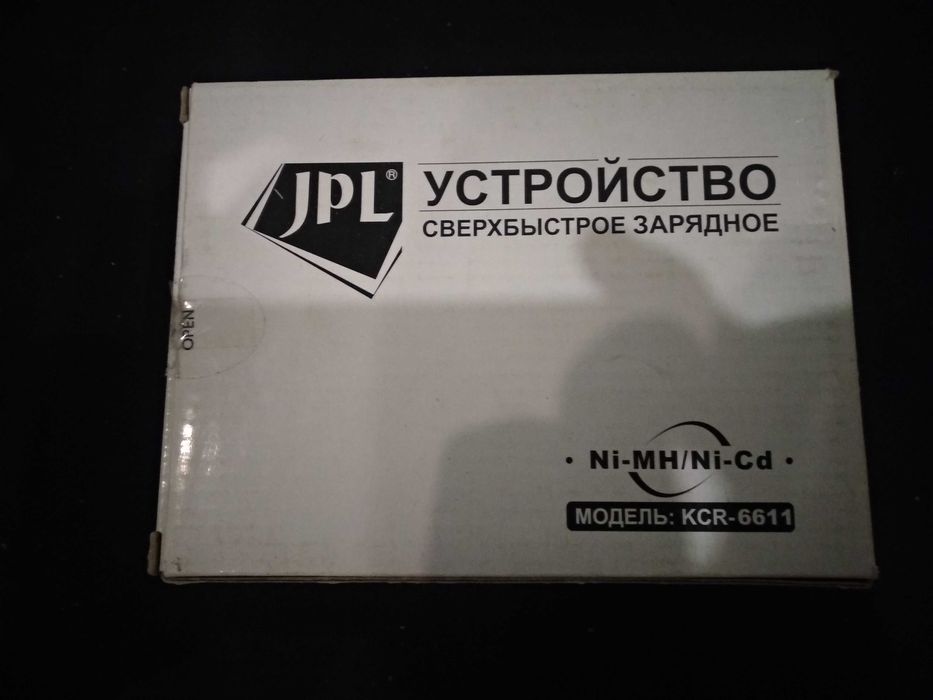 JPL®
УСТРОЙСТВО
СВЕРХБЫСТРОЕ ЗАРЯДНОЕ
OPEN
Ni-MH/Ni-Cd
МОДЕЛЬ: KCR-6611